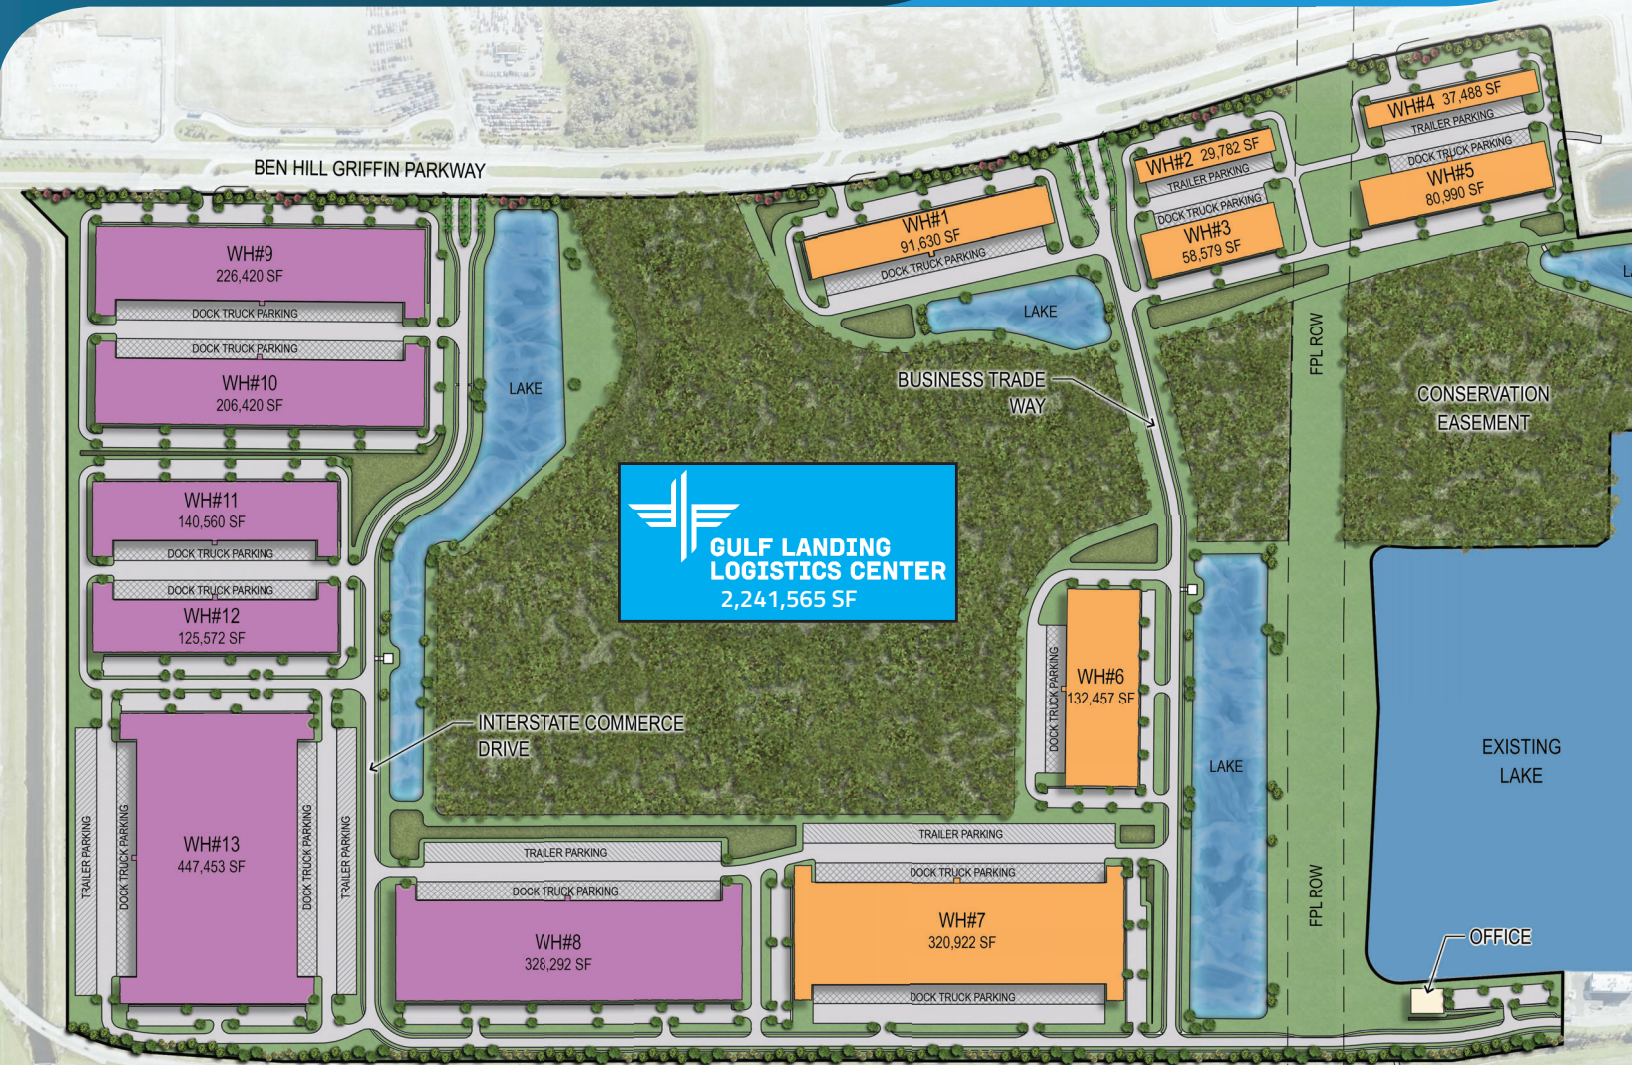 BEN HILL GRIFFIN PARKWAY
WH#4 37,488 SF
TRAILER PARKING
DOCK TRUCK PARKING
WH#5
80,990 SF
WH#2 29,782 SF
TRAILER PARKING
DOCK TRUCK PARKING
WH#3
58,579 SF
WH#1
91,630 SF
DOCK TRUCK PARKING
LAKE
WH#9
226,420 SF
DOCK TRUCK PARKING
DOCK TRUCK PARKING
WH#10
206,420 SF
LAKE
BUSINESS TRADE
WAY
FPL ROW
CONSERVATION
EASEMENT
WH#11
140,560 SF
DOCK TRUCK PARKING
DOCK TRUCK PARKING
WH#12
125,572 SF
GULF LANDING
LOGISTICS CENTER
2,241,565 SF
WH#6
132,457 SF
DOCK TRUCK PARKING
INTERSTATE COMMERCE
DRIVE
LAKE
EXISTING
LAKE
TRAILER PARKING
DOCK TRUCK PARKING
WH#13
447,453 SF
DOCK TRUCK PARKING
TRAILER PARKING
TRAILER PARKING
DOCK TRUCK PARKING
WH#8
328,292 SF
TRAILER PARKING
DOCK TRUCK PARKING
WH#7
320,922 SF
DOCK TRUCK PARKING
FPL ROW
OFFICE